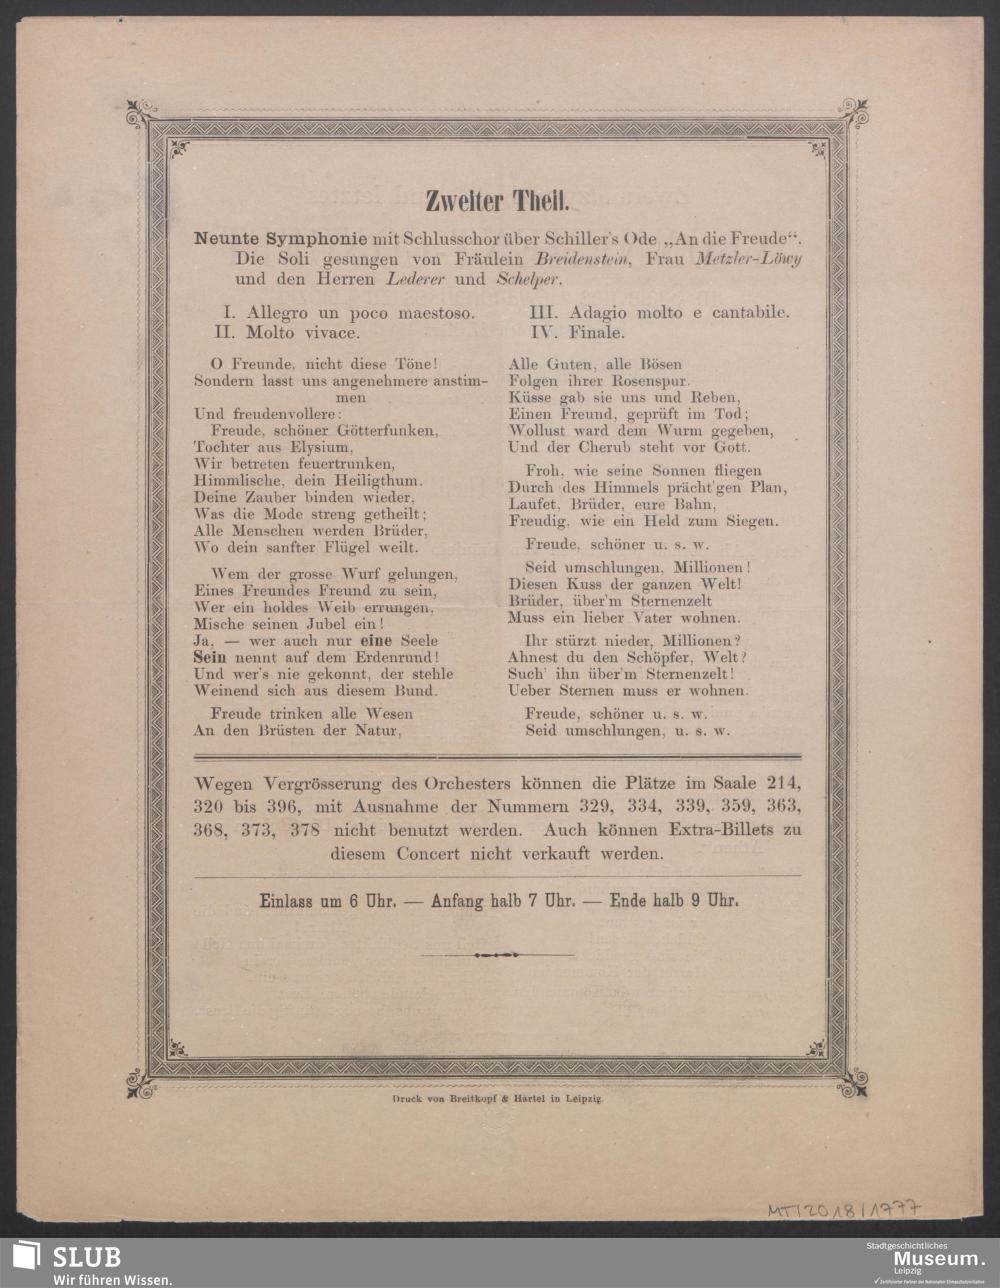 Zweiter Theil.
Neunte Symphonie mit Schlusschor über Schiller's Ode „An die Freude“.
Die Soli gesungen von Fräulein Breidenstein, Frau Metzler-Löwy
und den Herren Lederer und Schelper.
I. Allegro un poco maestoso.
II. Molto vivace.
III. Adagio molto e cantabile.
IV. Finale.
O Freunde, nicht diese Töne!
Sondern lasst uns angenehmere anstim-
men
Und freudenvollere:
Freude, schöner Götterfunken,
Tochter aus Elysium,
Wir betreten feuertrunken,
Himmlische, dein Heiligthum.
Deine Zauber binden wieder,
Was die Mode streng getheilt;
Alle Menschen werden Brüder,
Wo dein sanfter Flügel weilt.
Wem der grosse Wurf gelungen,
Eines Freundes Freund zu sein,
Wer ein holdes Weib errungen,
Mische seinen Jubel ein!
Ja, — wer auch nur eine Seele
Sein nennt auf dem Erdenrund!
Und wer's nie gekonnt, der stehle
Weinend sich aus diesem Bund.
Freude trinken alle Wesen
An den Brüsten der Natur,
Alle Guten, alle Bösen
Folgen ihrer Rosenspur.
Küsse gab sie uns und Reben,
Einen Freund, geprüft im Tod;
Wollust ward dem Wurm gegeben,
Und der Cherub steht vor Gott.
Froh, wie seine Sonnen fliegen
Durch des Himmels prächt'gen Plan,
Laufet, Brüder, eure Bahn,
Freudig, wie ein Held zum Siegen.
Freude, schöner u. s. w.
Seid umschlungen, Millionen!
Diesen Kuss der ganzen Welt!
Brüder, über'm Sternenzelt
Muss ein lieber Vater wohnen.
Ihr stürzt nieder, Millionen?
Ahnest du den Schöpfer, Welt?
Such' ihn über'm Sternenzelt!
Ueber Sternen muss er wohnen.
Freude, schöner u. s. w.
Seid umschlungen, u. s. w.
Wegen Vergrösserung des Orchesters können die Plätze im Saale 214,
320 bis 396, mit Ausnahme der Nummern 329, 334, 339, 359, 363,
368, 373, 378 nicht benutzt werden. Auch können Extra-Billets zu
diesem Concert nicht verkauft werden.
Einlass um 6 Uhr. — Anfang halb 7 Uhr. — Ende halb 9 Uhr.
Druck von Breitkopf & Härtel in Leipzig.
MT/2018/1777
SLUB
Wir führen Wissen.
Stadtgeschichtliches
Museum.
Leipzig
Zertifizierter Partner der Nationalen Klimaschutzinitiative